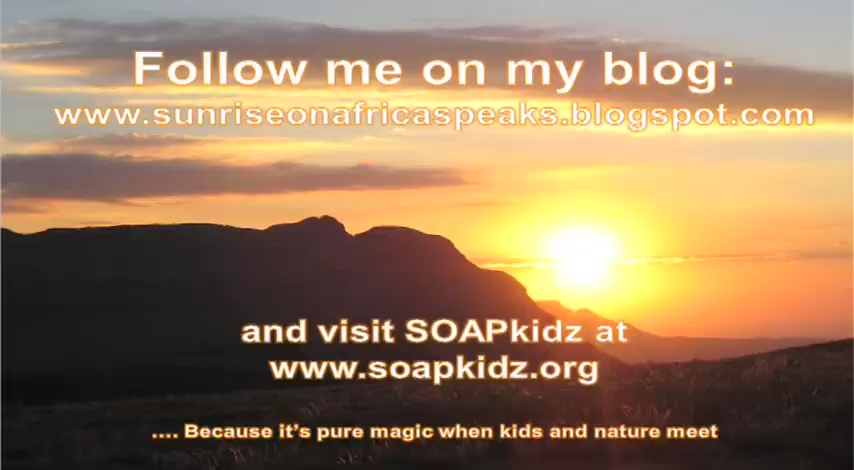 Follow me on my blog:
www.sunriseonafricaspeaks.blogspot.com
and visit SOAPkidz at
www.soapkidz.org
.... Because it's pure magic when kids and nature meet